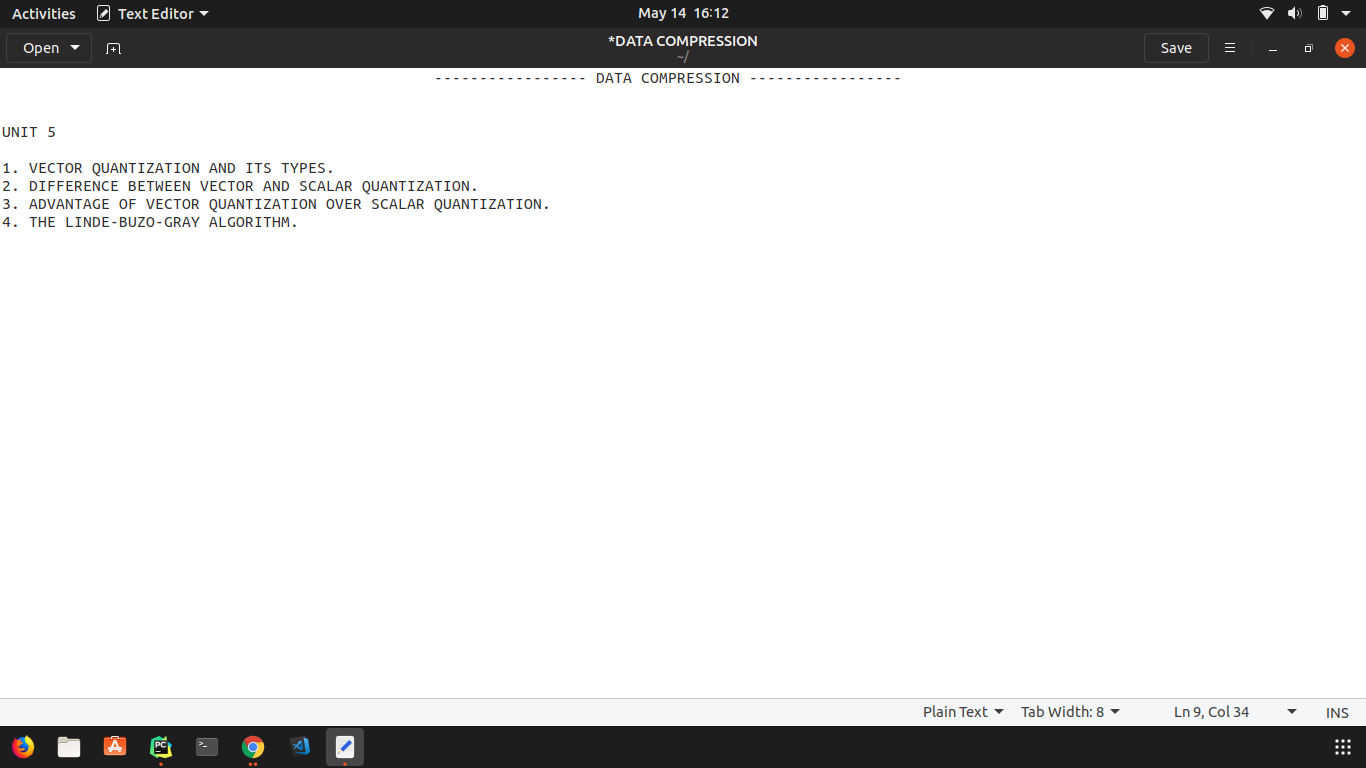 Activities Text Editor May 14 16:12
Open *DATA COMPRESSION Save
~/
----------------- DATA COMPRESSION -----------------
UNIT 5
1. VECTOR QUANTIZATION AND ITS TYPES.
2. DIFFERENCE BETWEEN VECTOR AND SCALAR QUANTIZATION.
3. ADVANTAGE OF VECTOR QUANTIZATION OVER SCALAR QUANTIZATION.
4. THE LINDE-BUZO-GRAY ALGORITHM.
Plain Text Tab Width: 8 Ln 9, Col 34 INS
PC